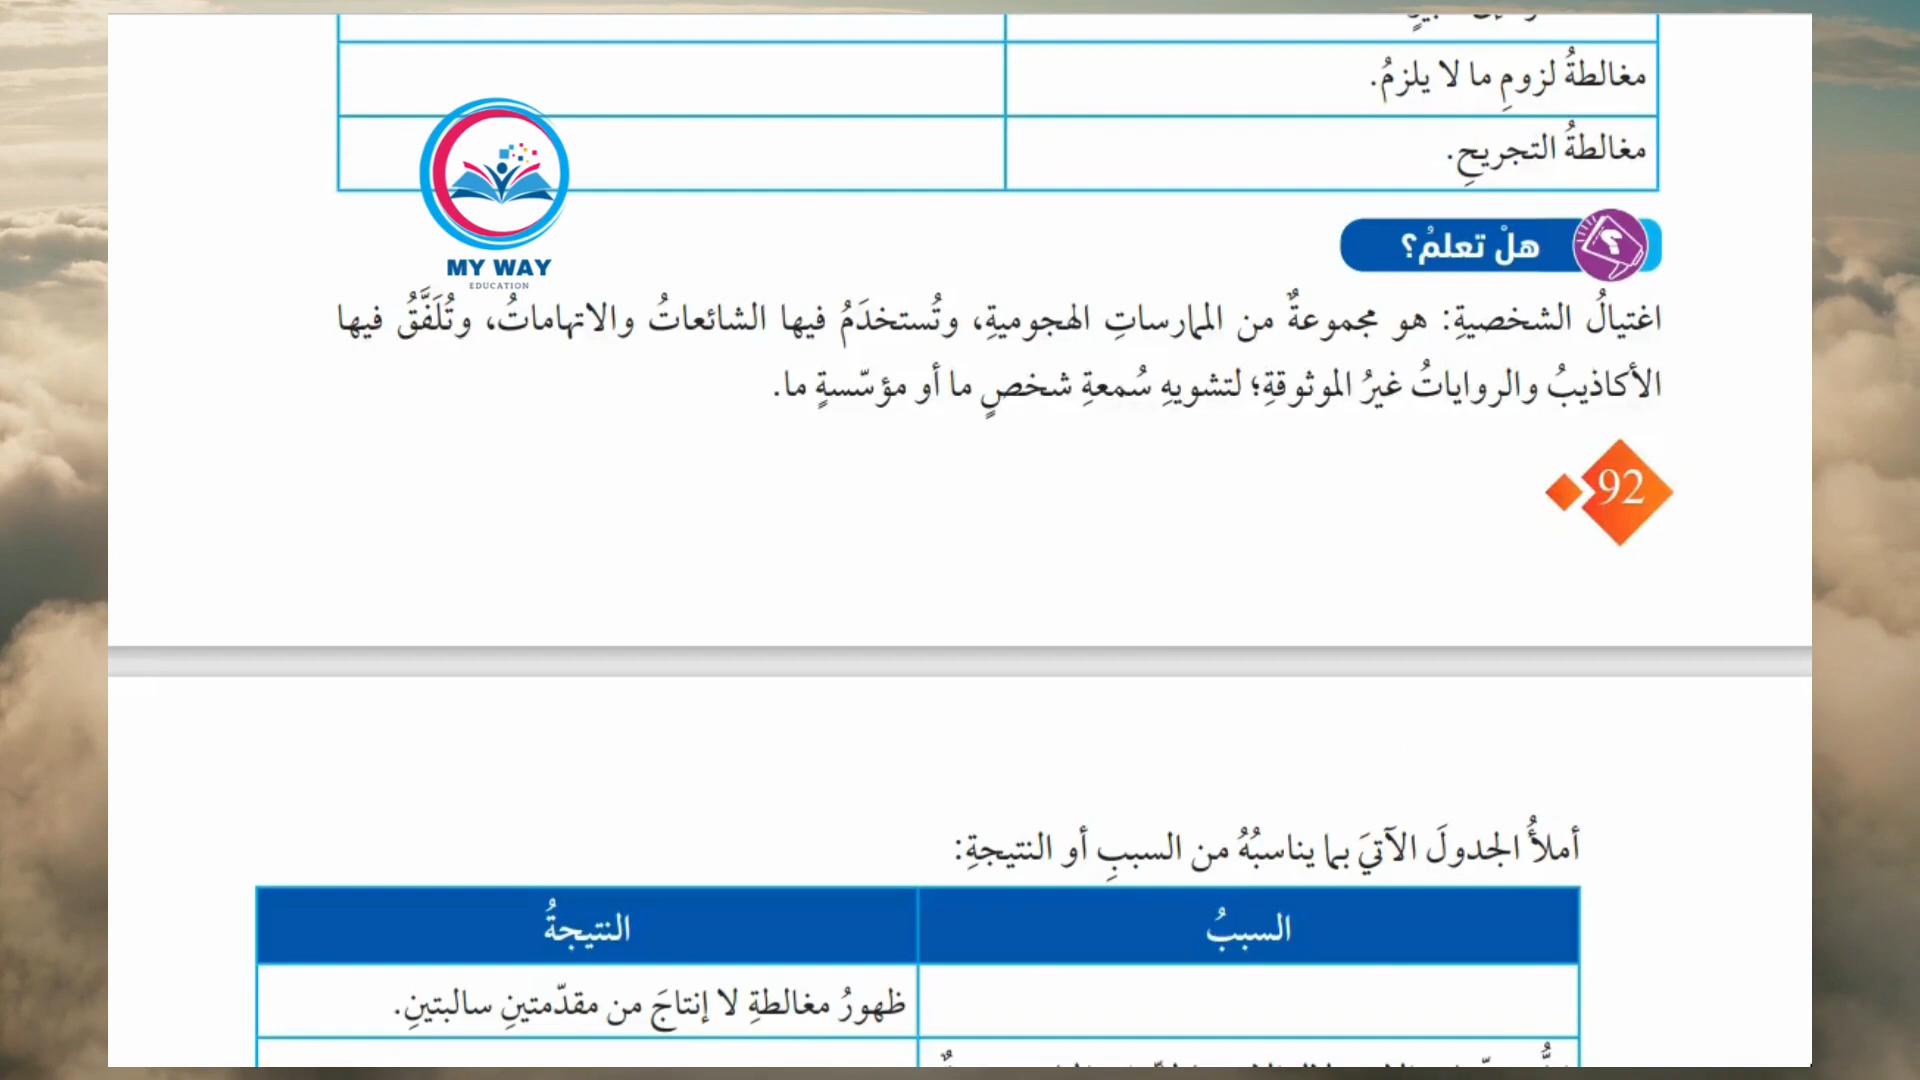 مغالطةُ لزومِ ما لا يلزمُ.
مغالطةُ التجريحِ.
MY WAY
EDUCATION
هلْ تعلمُ؟
اغتيالُ الشخصيةِ: هو مجموعةٌ من الممارساتِ الهجوميةِ، وتُستخدَمُ فيها الشائعاتُ والاتهاماتُ، وتُلَفَّقُ فيها
الأكاذيبُ والرواياتُ غيرُ الموثوقةِ؛ لتشويهِ سُمعةِ شخصٍ ما أو مؤسّسةٍ ما.
92
أملأُ الجدولَ الآتيَ بما يناسبُهُ من السببِ أو النتيجةِ:
السببُ
النتيجةُ
ظهورُ مغالطةِ لا إنتاجَ من مقدّمتينِ سالبتينِ.